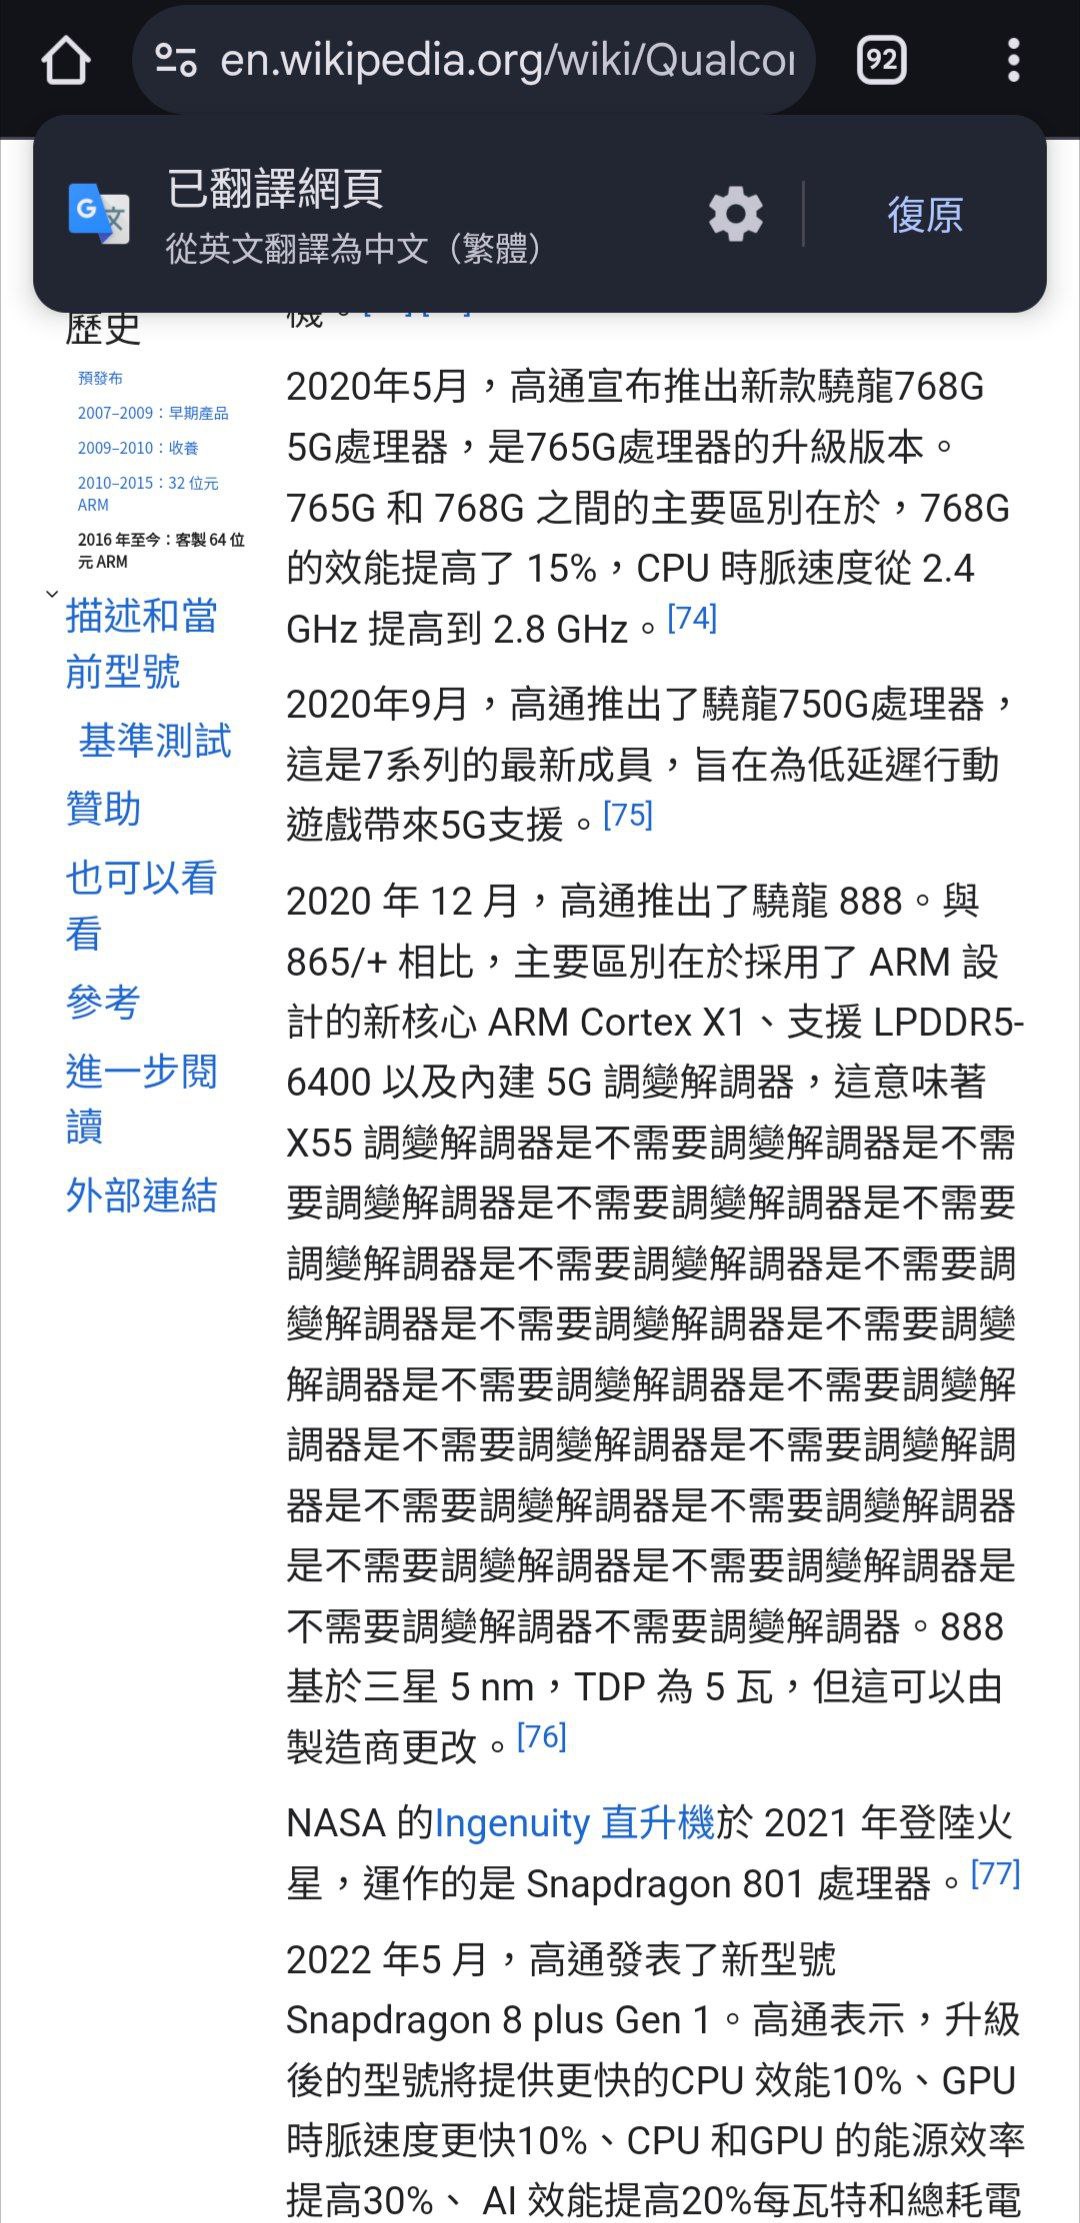 en.wikipedia.org/wiki/Qualco
92
已翻譯網頁
從英文翻譯為中文（繁體）
復原
歷史
預發布
2007–2009：早期產品
2009–2010：收養
2010–2015：32 位元
ARM
2016 年至今：客製 64 位
元 ARM
描述和當
前型號
基準測試
贊助
也可以看
看
參考
進一步閱
讀
外部連結
2020年5月，高通宣布推出新款驍龍768G
5G處理器，是765G處理器的升級版本。
765G 和 768G 之間的主要區別在於，768G
的效能提高了 15%，CPU 時脈速度從 2.4
GHz 提高到 2.8 GHz。[74]
2020年9月，高通推出了驍龍750G處理器，
這是7系列的最新成員，旨在為低延遲行動
遊戲帶來5G支援。[75]
2020 年 12 月，高通推出了驍龍 888。與
865/+ 相比，主要區別在於採用了 ARM 設
計的新核心 ARM Cortex X1、支援 LPDDR5-
6400 以及內建 5G 調變解調器，這意味著
X55 調變解調器是不需要調變解調器是不需
要調變解調器是不需要調變解調器是不需要
調變解調器是不需要調變解調器是不需要調
變解調器是不需要調變解調器是不需要調變
解調器是不需要調變解調器是不需要調變解
調器是不需要調變解調器是不需要調變解調
器是不需要調變解調器是不需要調變解調器
是不需要調變解調器是不需要調變解調器是
不需要調變解調器不需要調變解調器。888
基於三星 5 nm，TDP 為 5 瓦，但這可以由
製造商更改。[76]
NASA 的Ingenuity 直升機於 2021 年登陸火
星，運作的是 Snapdragon 801 處理器。[77]
2022 年5 月，高通發表了新型號
Snapdragon 8 plus Gen 1。高通表示，升級
後的型號將提供更快的CPU 效能10%、GPU
時脈速度更快10%、CPU 和GPU 的能源效率
提高30%、 AI 效能提高20%每瓦特和總耗電